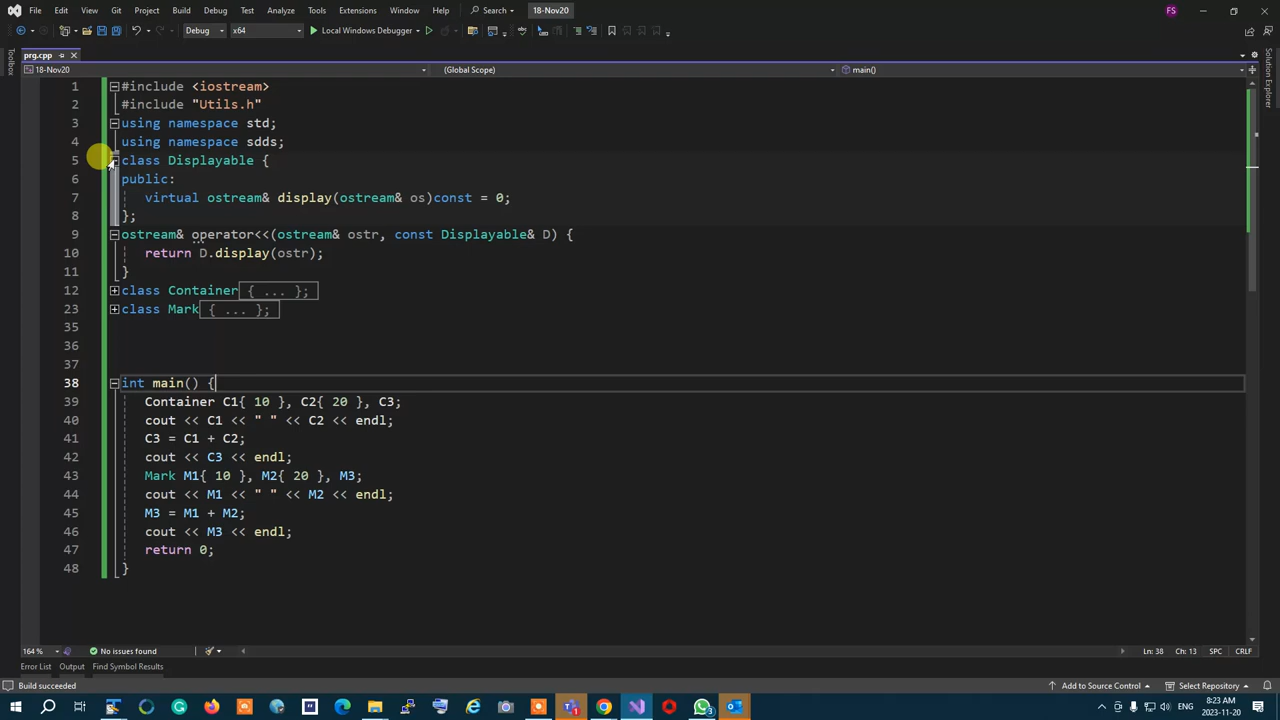 File Edit View Git Project Build Debug Test Analyze Tools Extensions Window Help Search 18-Nov20 FS
Debug x64 Local Windows Debugger
prg.cpp
18-Nov20 (Global Scope) main()
Toolbox
Solution Explorer
1 #include <iostream>
2 #include "Utils.h"
3 using namespace std;
4 using namespace sdds;
5 class Displayable {
6 public:
7 virtual ostream& display(ostream& os)const = 0;
8 };
9 ostream& operator<<(ostream& ostr, const Displayable& D) {
10 return D.display(ostr);
11 }
12 class Container{ ... };
23 class Mark{ ... };
35
36
37
38 int main() {
39 Container C1{ 10 }, C2{ 20 }, C3;
40 cout << C1 << " " << C2 << endl;
41 C3 = C1 + C2;
42 cout << C3 << endl;
43 Mark M1{ 10 }, M2{ 20 }, M3;
44 cout << M1 << " " << M2 << endl;
45 M3 = M1 + M2;
46 cout << M3 << endl;
47 return 0;
48 }
164 % No issues found Ln: 38 Ch: 13 SPC CRLF
Error List Output Find Symbol Results
Build succeeded Add to Source Control Select Repository
ENG 8:23 AM
2023-11-20